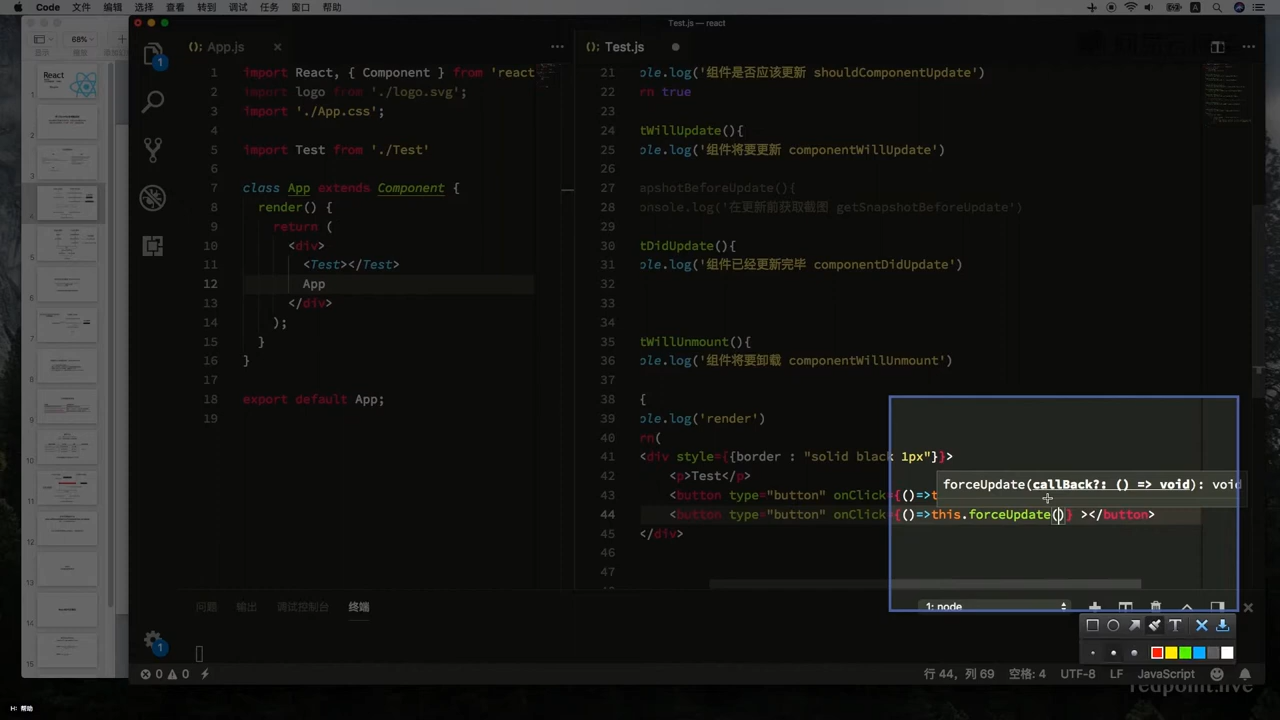 Code 文件 编辑 选择 查看 转到 调试 任务 窗口 帮助
Test.js — react
68%
React
App.js
Test.js
1 import React, { Component } from 'react
2 import logo from './logo.svg';
3 import './App.css';
4
5 import Test from './Test'
6
7 class App extends Component {
8 render() {
9 return (
10 <div>
11 <Test></Test>
12 App
13 </div>
14 );
15 }
16 }
17
18 export default App;
19
21 ole.log('组件是否应该更新 shouldComponentUpdate')
22 rn true
23
24 tWillUpdate(){
25 ole.log('组件将要更新 componentWillUpdate')
26
27 apshotBeforeUpdate(){
28 onsole.log('在更新前获取截图 getSnapshotBeforeUpdate')
29
30 tDidUpdate(){
31 ole.log('组件已经更新完毕 componentDidUpdate')
32
33
34
35 tWillUnmount(){
36 ole.log('组件将要卸载 componentWillUnmount')
37
38 {
39 ole.log('render')
40 rn(
41 <div style={{border : "solid black 1px"}}>
42 <p>Test</p>
forceUpdate(callBack?: () => void): void
43 <button type="button" onClick={()=>t
44 <button type="button" onClick={()=>this.forceUpdate()} ></button>
45 </div>
46
47
问题 输出 调试控制台 终端
1: node
0 0
行 44, 列 69 空格: 4 UTF-8 LF JavaScript
redpoint.live
H: 帮助